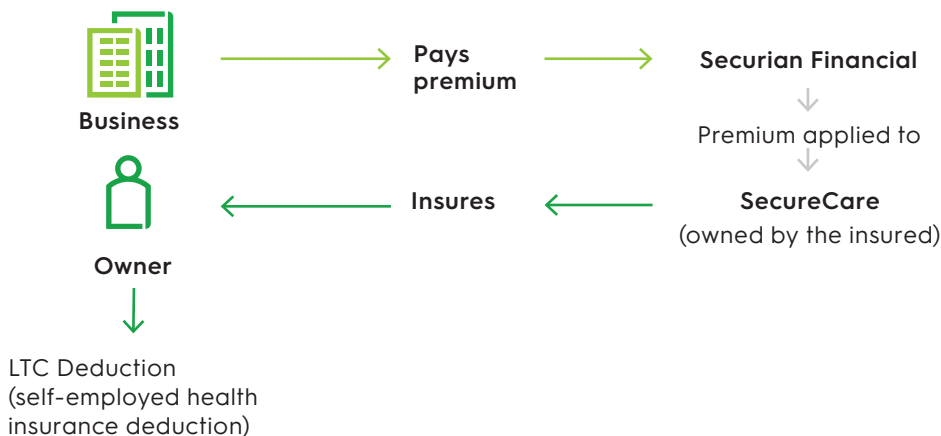 Business
Pays
premium
Securian Financial
Premium applied to
SecureCare
(owned by the insured)
Insures
Owner
LTC Deduction
(self-employed health
insurance deduction)